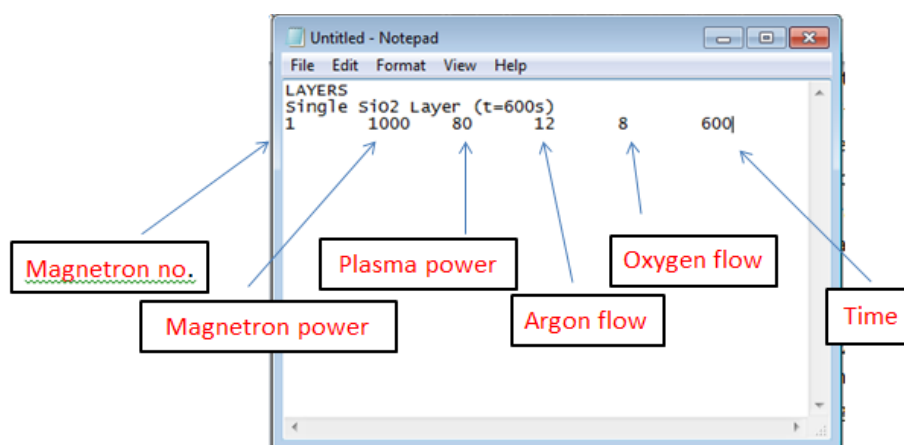 Untitled - Notepad
File Edit Format View Help
LAYERS
Single SiO2 Layer (t=600s)
1 1000 80 12 8 600
Magnetron no.
Plasma power
Oxygen flow
Magnetron power
Argon flow
Time